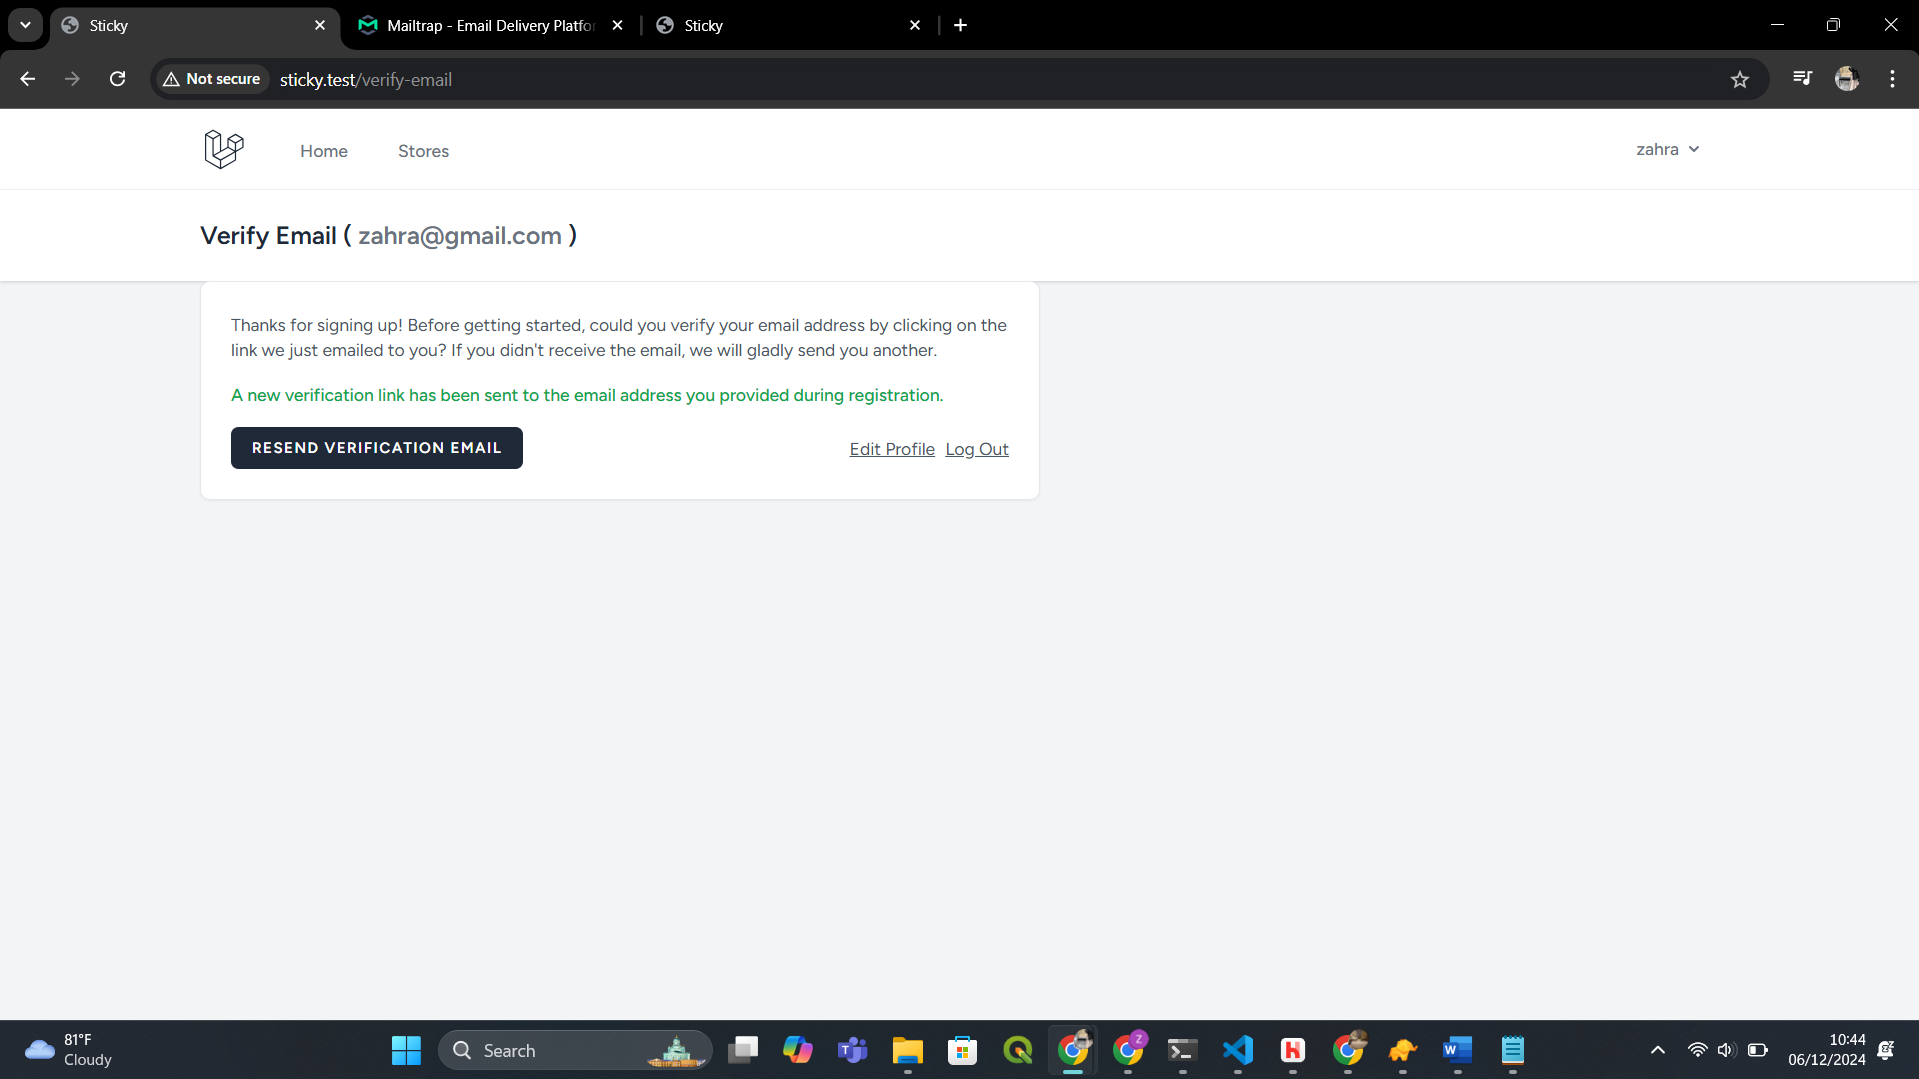 Sticky
Mailtrap - Email Delivery Platfo
Sticky
Not secure
sticky.test/verify-email
Home
Stores
zahra
Verify Email ( zahra@gmail.com )
Thanks for signing up! Before getting started, could you verify your email address by clicking on the
link we just emailed to you? If you didn't receive the email, we will gladly send you another.
A new verification link has been sent to the email address you provided during registration.
RESEND VERIFICATION EMAIL
Edit Profile
Log Out
81°F
Cloudy
Search
Z
10:44
06/12/2024